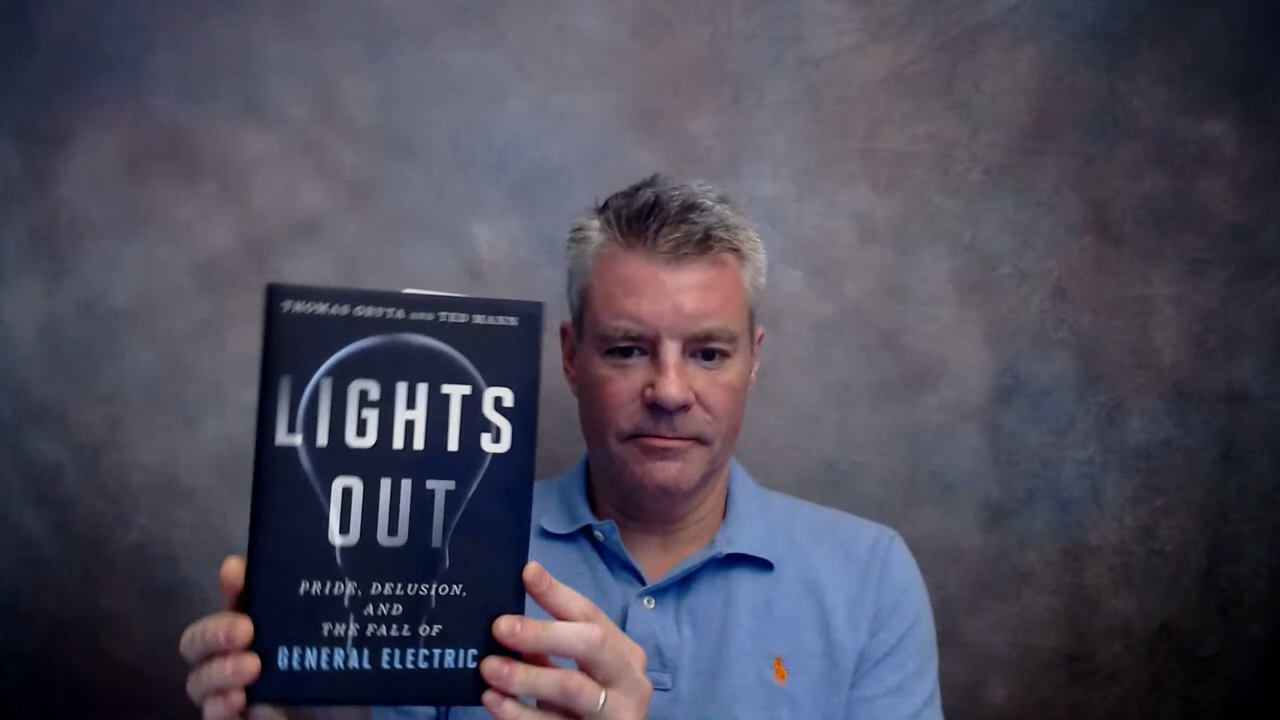 THOMAS GRYTA AND TED MANN
LIGHTS
OUT
PRIDE, DELUSION,
AND
THE FALL OF
GENERAL ELECTRIC